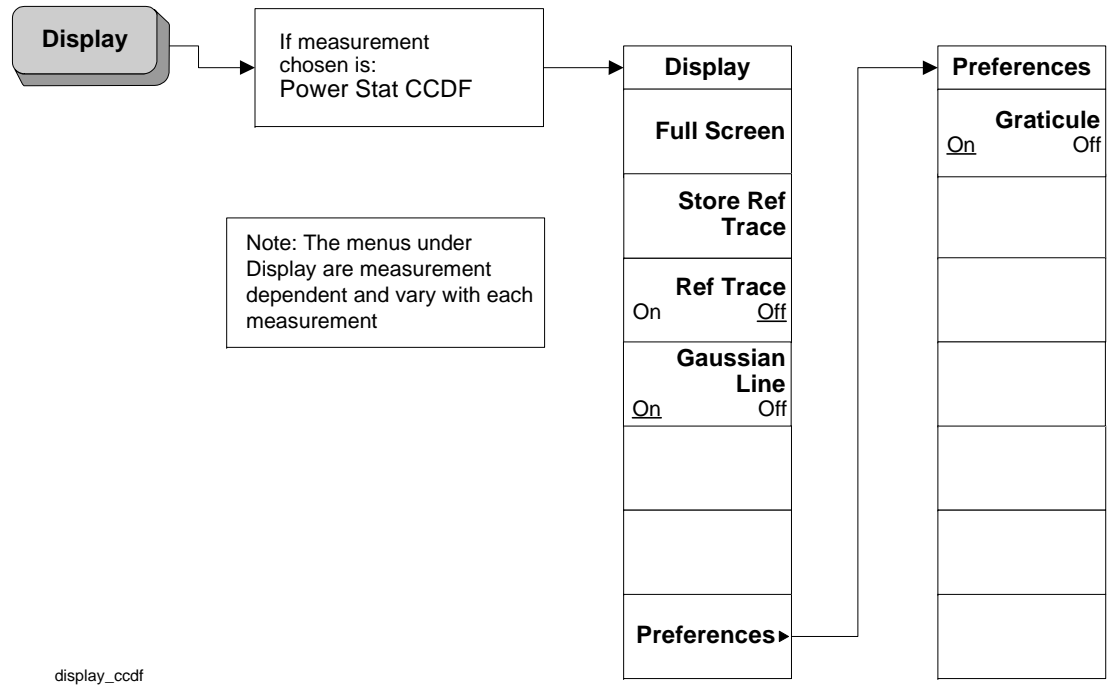 Display
If measurement
chosen is:
Power Stat CCDF
Note: The menus under
Display are measurement
dependent and vary with each
measurement
Display
Full Screen
Store Ref
Trace
Ref Trace
On Off
Gaussian
Line
On Off
Preferences
Preferences
Graticule
On Off
display_ccdf